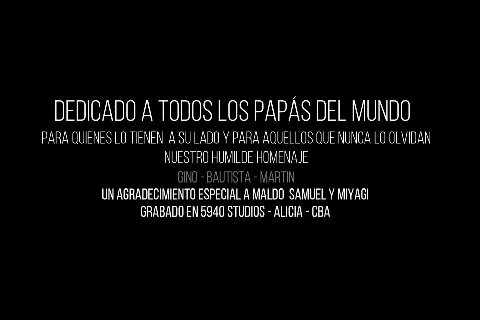 DEDICADO A TODOS LOS PAPÁS DEL MUNDO
PARA QUIENES LO TIENEN A SU LADO Y PARA AQUELLOS QUE NUNCA LO OLVIDAN
NUESTRO HUMILDE HOMENAJE
GINO - BAUTISTA - MARTIN
UN AGRADECIMIENTO ESPECIAL A MALDO SAMUEL Y MIYAGI
GRABADO EN 5940 STUDIOS - ALICIA - CBA